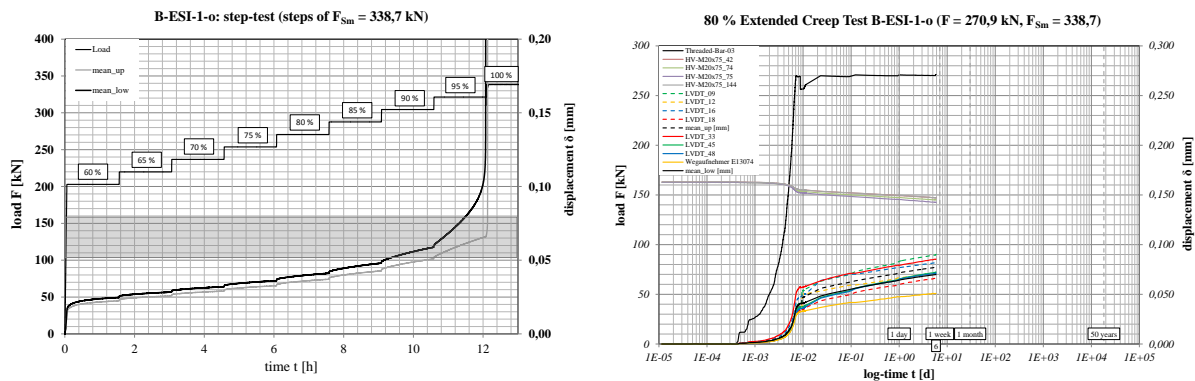 B-ESI-1-o: step-test (steps of FSm = 338,7 kN)
400
350
300
250
200
150
100
50
0
load F [kN]
Load
mean_up
mean_low
60 %
65 %
70 %
75 %
80 %
85 %
90 %
95 %
100 %
0,20
0,15
0,10
0,05
0,00
displacement δ [mm]
0
2
4
6
8
10
12
time t [h]
80 % Extended Creep Test B-ESI-1-o (F = 270,9 kN, FSm = 338,7)
300
250
200
150
100
50
0
load F [kN]
Threaded-Bar-03
HV-M20x75_42
HV-M20x75_74
HV-M20x75_75
HV-M20x75_144
LVDT_09
LVDT_12
LVDT_16
LVDT_18
mean_up [mm]
LVDT_33
LVDT_45
LVDT_48
Wegaufnehmer E13074
mean_low [mm]
1 day
1 week
1 month
50 years
6
0,300
0,250
0,200
0,150
0,100
0,050
0,000
displacement δ [mm]
1E-05
1E-04
1E-03
1E-02
1E-01
1E+00
1E+01
1E+02
1E+03
1E+04
1E+05
log-time t [d]